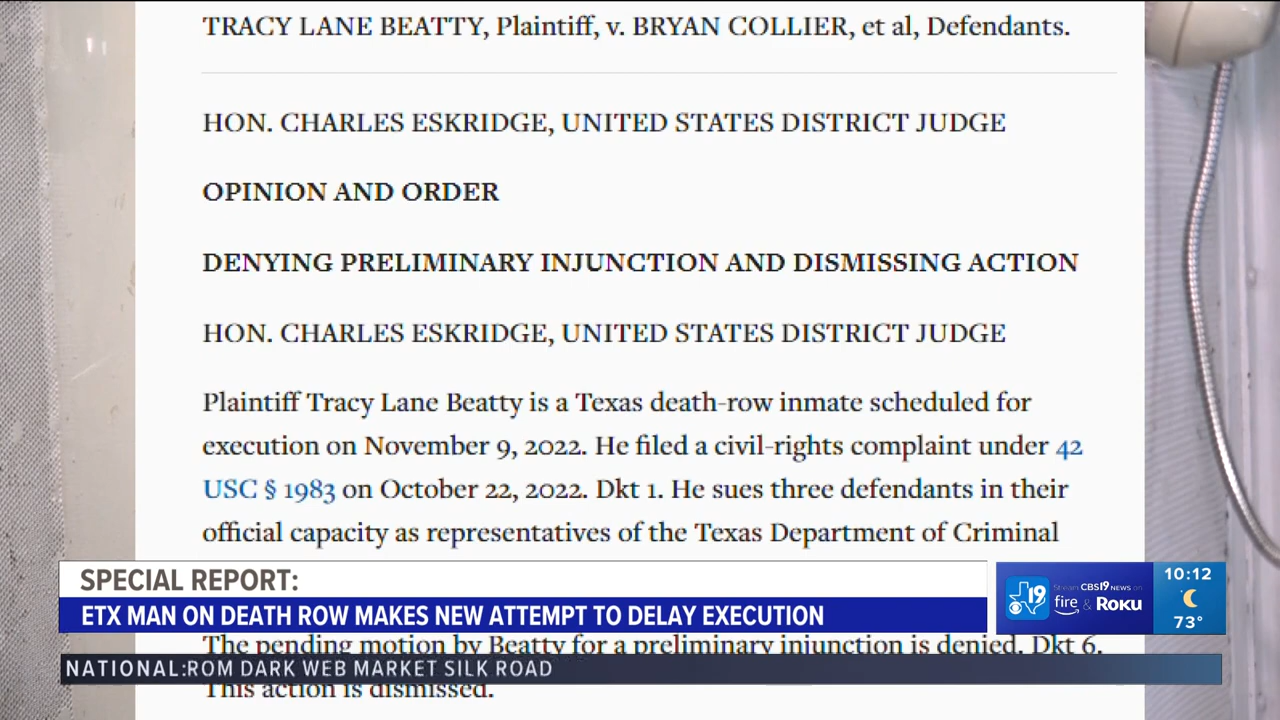 TRACY LANE BEATTY, Plaintiff, v. BRYAN COLLIER, et al, Defendants.
HON. CHARLES ESKRIDGE, UNITED STATES DISTRICT JUDGE
OPINION AND ORDER
DENYING PRELIMINARY INJUNCTION AND DISMISSING ACTION
HON. CHARLES ESKRIDGE, UNITED STATES DISTRICT JUDGE
Plaintiff Tracy Lane Beatty is a Texas death-row inmate scheduled for
execution on November 9, 2022. He filed a civil-rights complaint under 42
USC § 1983 on October 22, 2022. Dkt 1. He sues three defendants in their
official capacity as representatives of the Texas Department of Criminal
SPECIAL REPORT:
ETX MAN ON DEATH ROW MAKES NEW ATTEMPT TO DELAY EXECUTION
19
Stream CBS19 NEWS on
fire & Roku
10:12
73°
The pending motion by Beatty for a preliminary injunction is denied. Dkt 6.
NATIONAL:ROM DARK WEB MARKET SILK ROAD
This action is dismissed.